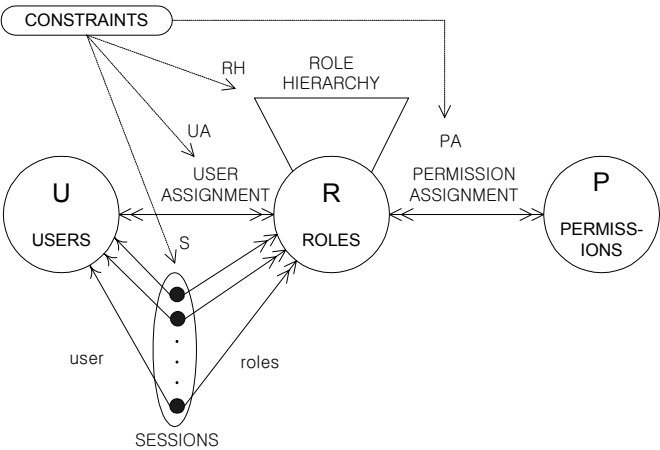 CONSTRAINTS
RH
ROLE
HIERARCHY
UA
PA
U
USERS
USER
ASSIGNMENT
R
ROLES
PERMISSION
ASSIGNMENT
P
PERMISS-
IONS
S
user
roles
SESSIONS